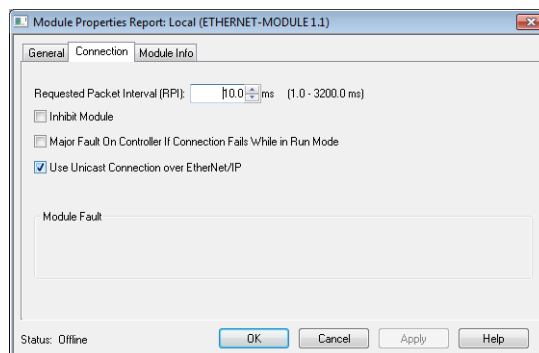 Module Properties Report: Local (ETHERNET-MODULE 1.1)
General Connection Module Info
Requested Packet Interval (RPI): 10.0 ms (1.0 - 3200.0 ms)
Inhibit Module
Major Fault On Controller If Connection Fails While in Run Mode
Use Unicast Connection over EtherNet/IP
Module Fault
Status: Offline OK Cancel Apply Help